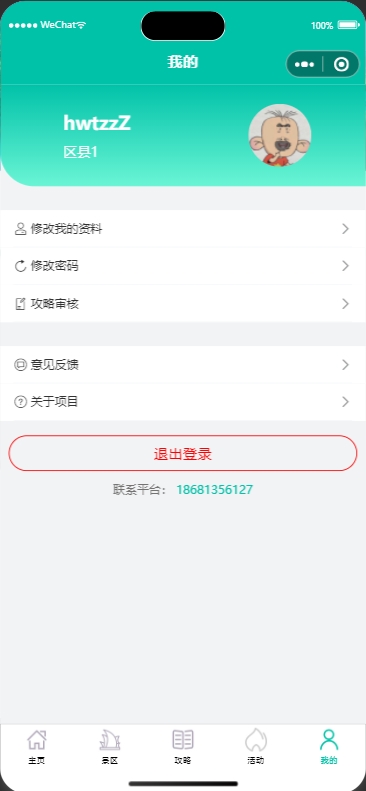 WeChat
100%
我的
hwtzzZ
区县1
修改我的资料
修改密码
攻略审核
意见反馈
关于项目
退出登录
联系平台： 18681356127
主页
景区
攻略
活动
我的